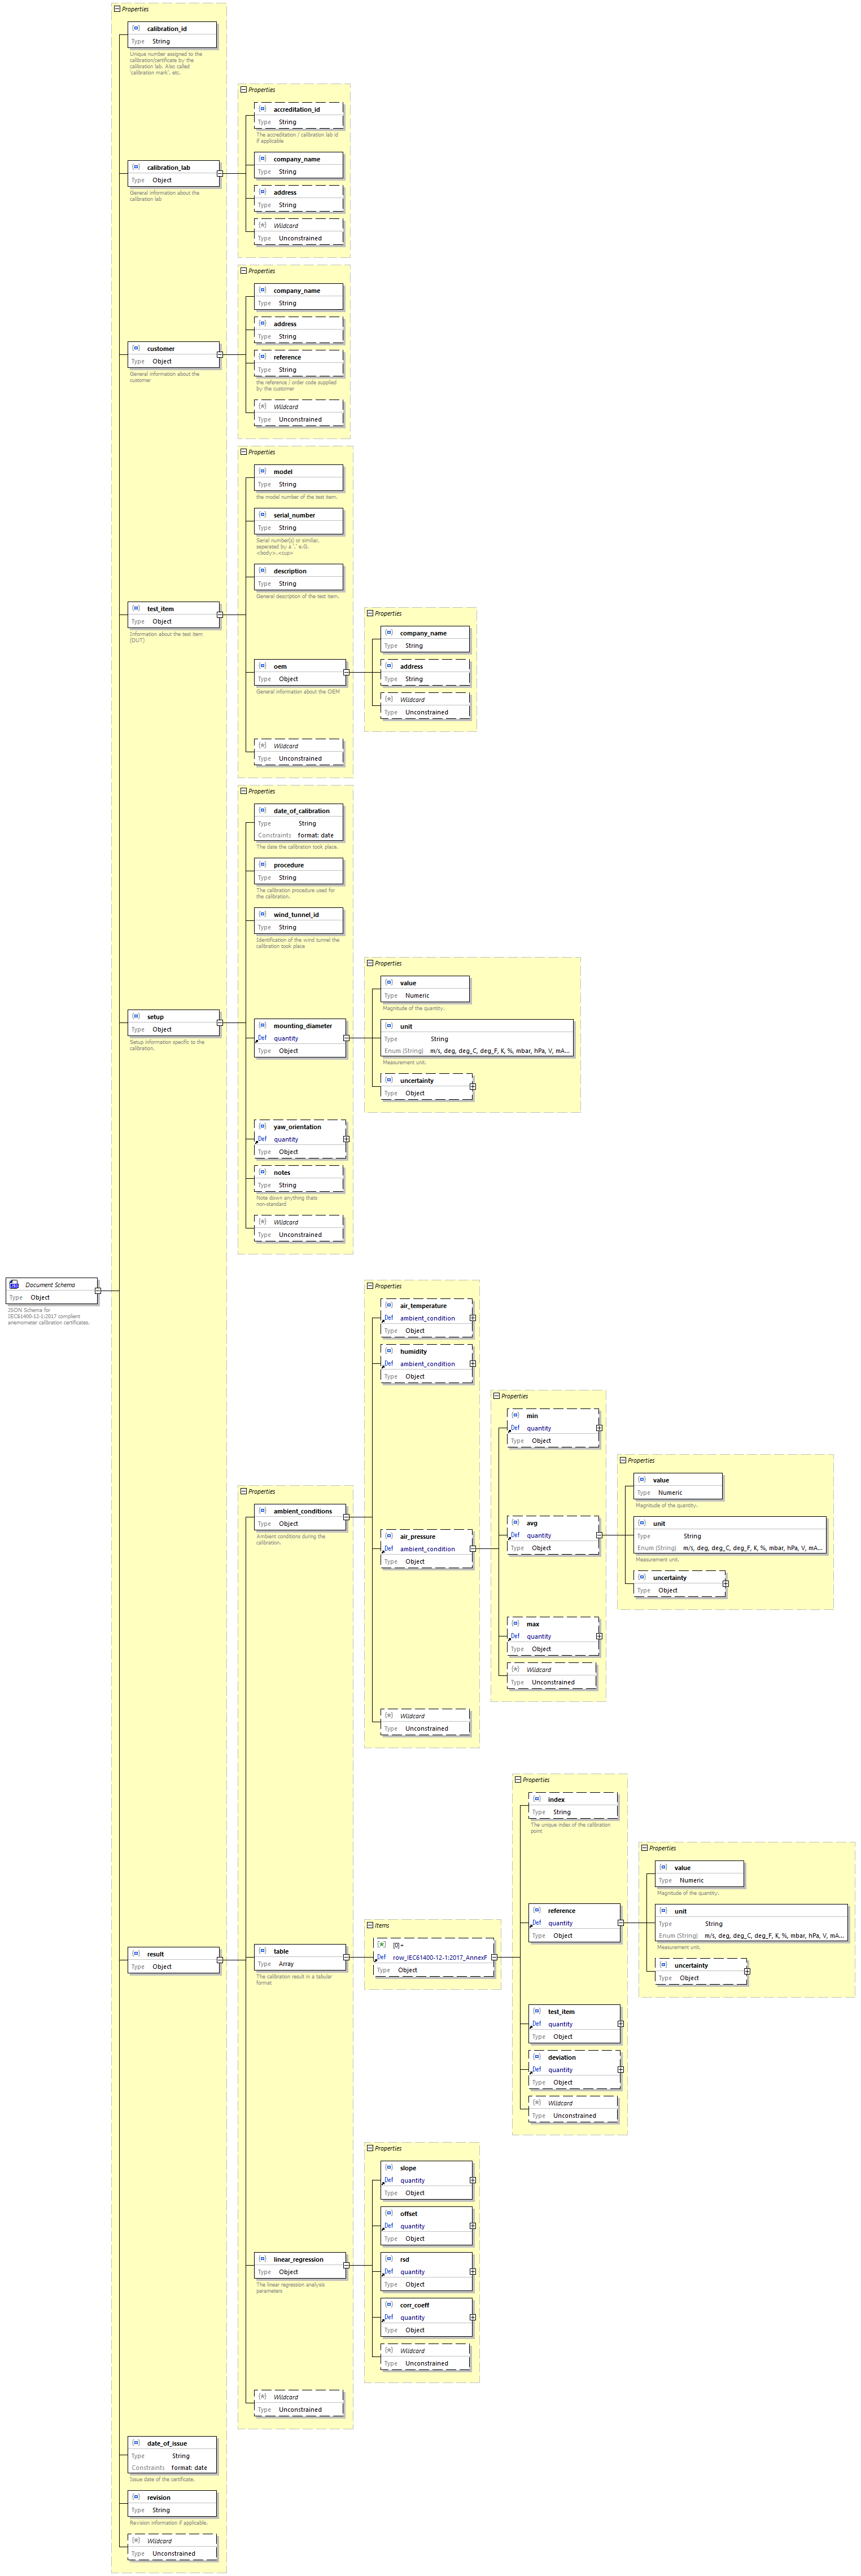 Properties
calibration_id
Type String
Unique number assigned to the
calibration/certificate by the
calibration lab. Also called
'calibration mark', etc.
Properties
accreditation_id
Type String
The accreditation / calibration lab id
if applicable
calibration_lab
Type Object
General information about the
calibration lab
company_name
Type String
address
Type String
Wildcard
Type Unconstrained
Properties
company_name
Type String
address
Type String
customer
Type Object
General information about the
customer
reference
Type String
the reference / order code supplied
by the customer
Wildcard
Type Unconstrained
Properties
model
Type String
the model number of the test item.
serial_number
Type String
Serial number(s) or similiar,
seperated by a '.' e.G.
<body>.<cup>
description
Type String
General description of the test item.
test_item
Type Object
Information about the test item
(DUT)
oem
Type Object
General information about the OEM
Properties
company_name
Type String
address
Type String
Wildcard
Type Unconstrained
Wildcard
Type Unconstrained
Properties
date_of_calibration
Type String
Constraints format: date
The date the calibration took place.
procedure
Type String
The calibration procedure used for
the calibration.
wind_tunnel_id
Type String
Identification of the wind tunnel the
calibration took place
setup
Type Object
Setup information specific to the
calibration.
mounting_diameter
Def quantity
Type Object
Properties
value
Type Numeric
Magnitude of the quantity.
unit
Type String
Enum (String) m/s, deg, deg_C, deg_F, K, %, mbar, hPa, V, mA...
Measurement unit.
uncertainty
Type Object
yaw_orientation
Def quantity
Type Object
notes
Type String
Note down anything thats
non-standard
Wildcard
Type Unconstrained
Document Schema
Type Object
JSON Schema for
IEC61400-12-1:2017 complient
anemometer calibration certificates.
Properties
air_temperature
Def ambient_condition
Type Object
humidity
Def ambient_condition
Type Object
Properties
ambient_conditions
Type Object
Ambient conditons during the
calibration.
air_pressure
Def ambient_condition
Type Object
Properties
min
Def quantity
Type Object
avg
Def quantity
Type Object
Properties
value
Type Numeric
Magnitude of the quantity.
unit
Type String
Enum (String) m/s, deg, deg_C, deg_F, K, %, mbar, hPa, V, mA...
Measurement unit.
uncertainty
Type Object
max
Def quantity
Type Object
Wildcard
Type Unconstrained
Wildcard
Type Unconstrained
result
Type Object
table
Type Array
The calibration result in a tabular
format
Items
[0]+
Def row_IEC61400-12-1:2017_AnnexF
Type Object
Properties
index
Type String
The unique index of the calibration
point
reference
Def quantity
Type Object
Properties
value
Type Numeric
Magnitude of the quantity.
unit
Type String
Enum (String) m/s, deg, deg_C, deg_F, K, %, mbar, hPa, V, mA...
Measurement unit.
uncertainty
Type Object
test_item
Def quantity
Type Object
deviation
Def quantity
Type Object
Wildcard
Type Unconstrained
linear_regression
Type Object
The linear regression analysis
parameters
Properties
slope
Def quantity
Type Object
offset
Def quantity
Type Object
rsd
Def quantity
Type Object
corr_coeff
Def quantity
Type Object
Wildcard
Type Unconstrained
Wildcard
Type Unconstrained
date_of_issue
Type String
Constraints format: date
Issue date of the certificate.
revision
Type String
Revision information if applicable.
Wildcard
Type Unconstrained